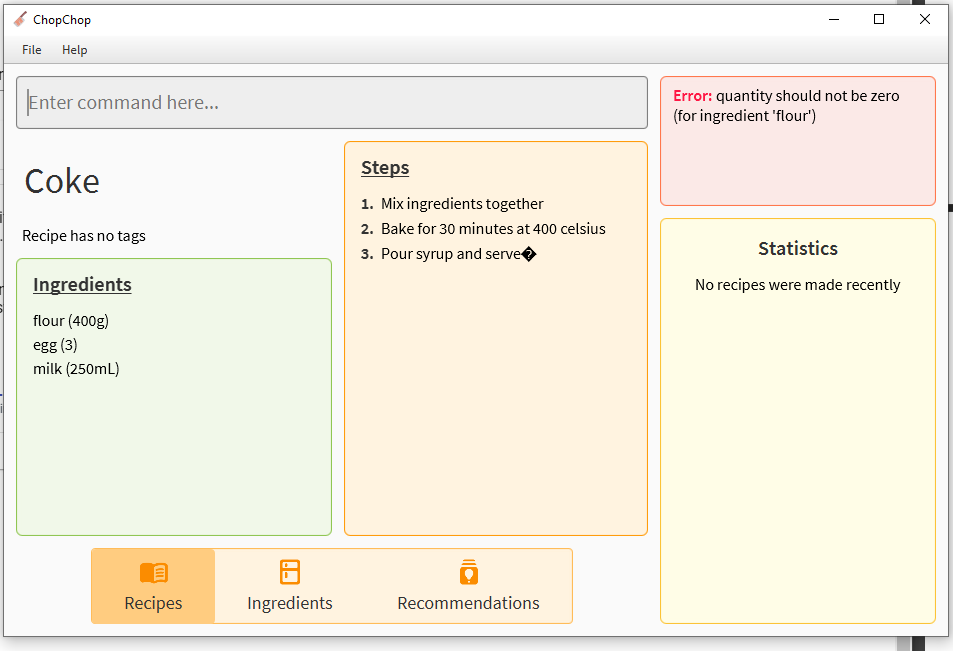 ChopChop
File Help
Enter command here...
Error: quantity should not be zero
(for ingredient 'flour')
Coke
Recipe has no tags
Ingredients
flour (400g)
egg (3)
milk (250mL)
Steps
1. Mix ingredients together
2. Bake for 30 minutes at 400 celsius
3. Pour syrup and serve�
Statistics
No recipes were made recently
Recipes
Ingredients
Recommendations